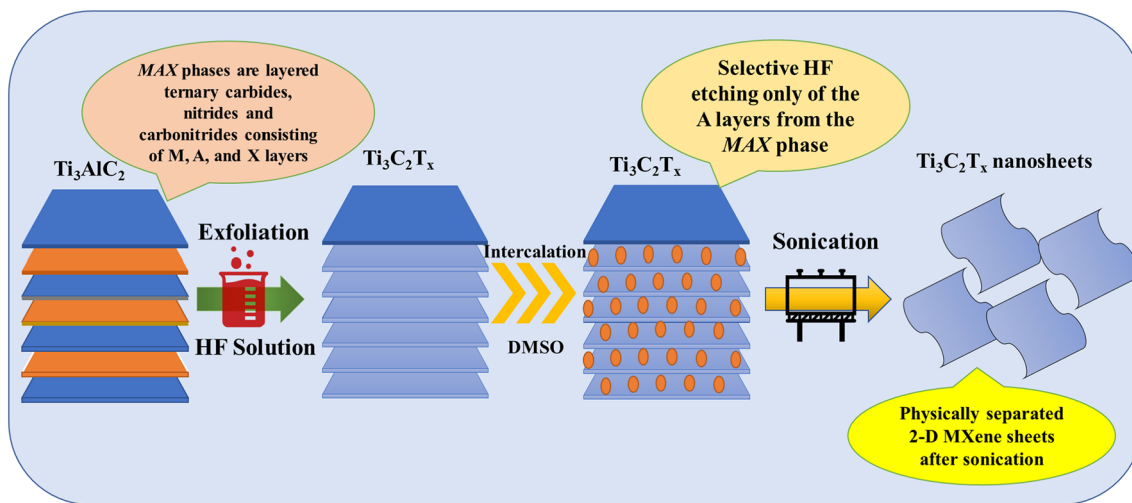 MAX phases are layered
ternary carbides,
nitrides and
carbonitrides consisting
of M, A, and X layers
Ti₃AlC₂
Exfoliation
HF Solution
Ti₃C₂Tₓ
Intercalation
DMSO
Selective HF
etching only of the
A layers from the
MAX phase
Ti₃C₂Tₓ
Sonication
Ti₃C₂Tₓ nanosheets
Physically separated
2-D MXene sheets
after sonication